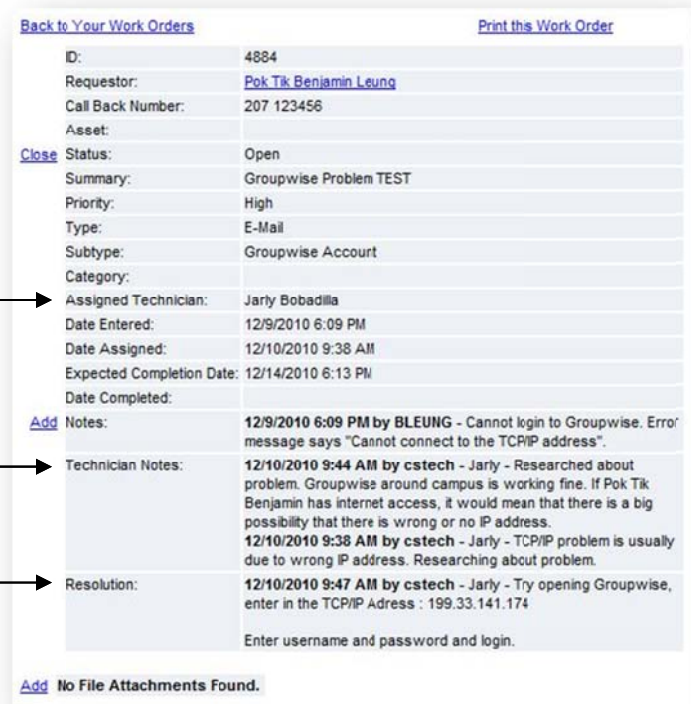 Back to Your Work Orders Print this Work Order
ID: 4884
Requestor: Pok Tik Benjamin Leung
Call Back Number: 207 123456
Asset:
Close Status: Open
Summary: Groupwise Problem TEST
Priority: High
Type: E-Mail
Subtype: Groupwise Account
Category:
Assigned Technician: Jarly Bobadilla
Date Entered: 12/9/2010 6:09 PM
Date Assigned: 12/10/2010 9:38 AM
Expected Completion Date: 12/14/2010 6:13 PM
Date Completed:
Add Notes: 12/9/2010 6:09 PM by BLEUNG - Cannot login to Groupwise. Error
message says "Cannot connect to the TCP/IP address".
Technician Notes: 12/10/2010 9:44 AM by cstech - Jarly - Researched about
problem. Groupwise around campus is working fine. If Pok Tik
Benjamin has internet access, it would mean that there is a big
possibility that there is wrong or no IP address.
12/10/2010 9:38 AM by cstech - Jarly - TCP/IP problem is usually
due to wrong IP address. Researching about problem.
Resolution: 12/10/2010 9:47 AM by cstech - Jarly - Try opening Groupwise,
enter in the TCP/IP Adress : 199.33.141.174
Enter username and password and login.
Add No File Attachments Found.